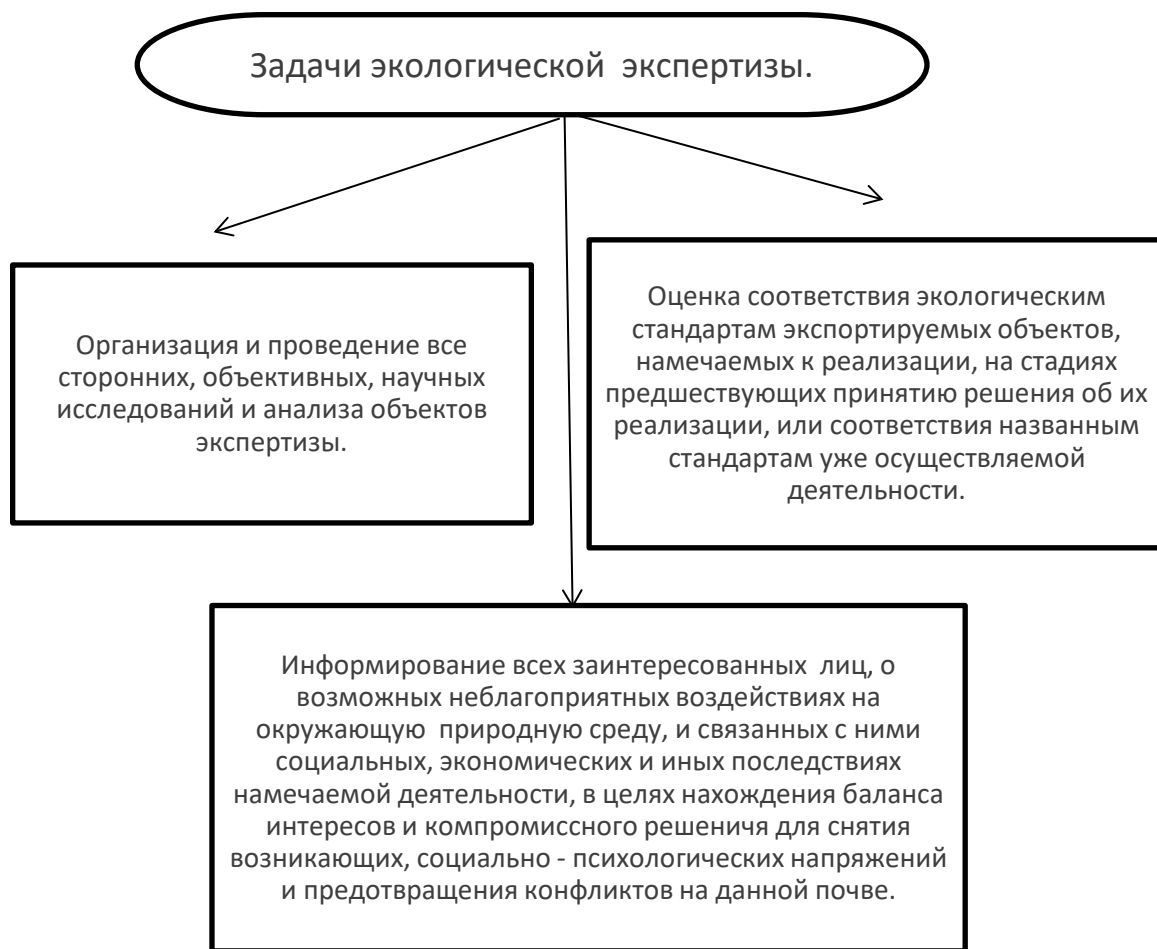 Задачи экологической экспертизы.
Организация и проведение все
сторонних, объективных, научных
исследований и анализа объектов
экспертизы.
Оценка соответствия экологическим
стандартам экспортируемых объектов,
намечаемых к реализации, на стадиях
предшествующих принятию решения об их
реализации, или соответствия названным
стандартам уже осуществляемой
деятельности.
Информирование всех заинтересованных лиц, о
возможных неблагоприятных воздействиях на
окружающую природную среду, и связанных с ними
социальных, экономических и иных последствиях
намечаемой деятельности, в целях нахождения баланса
интересов и компромиссного решеничя для снятия
возникающих, социально - психологических напряжений
и предотвращения конфликтов на данной почве.